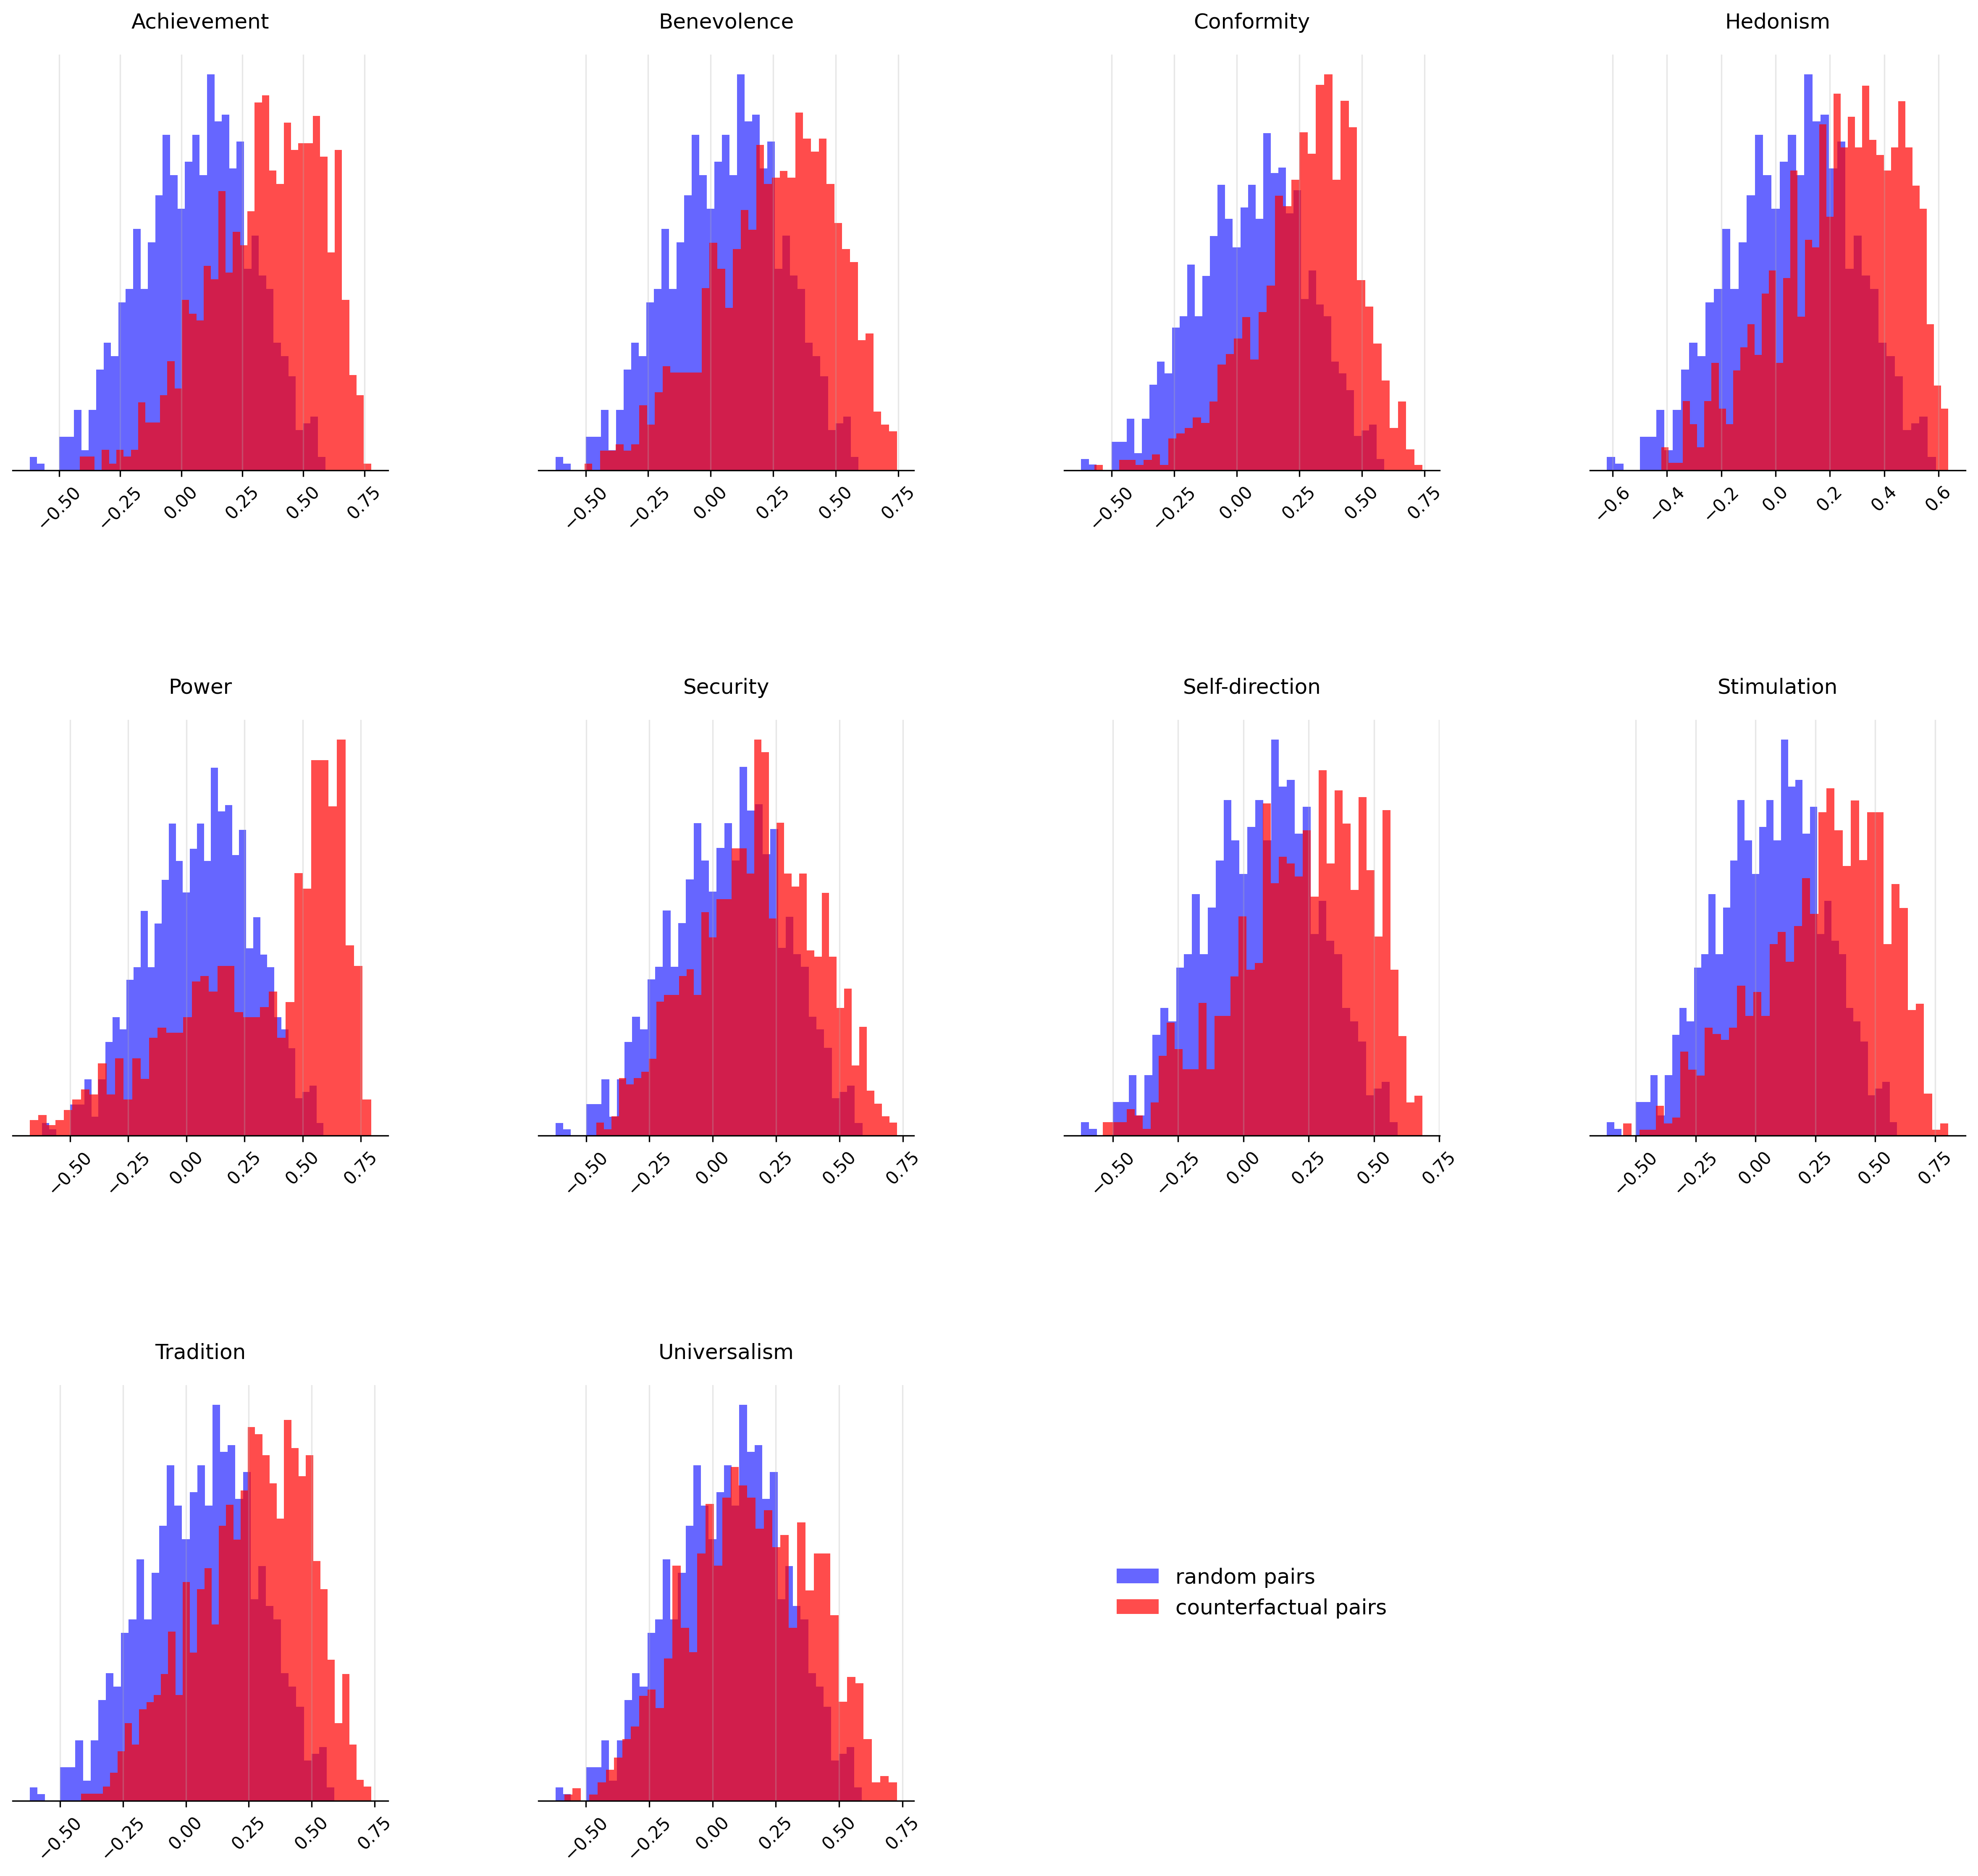 Achievement Benevolence Conformity Hedonism
−0.50 −0.25 0.00 0.25 0.50 0.75 −0.50 −0.25 0.00 0.25 0.50 0.75 −0.50 −0.25 0.00 0.25 0.50 0.75 −0.6 −0.4 −0.2 0.0 0.2 0.4 0.6
Power Security Self-direction Stimulation
−0.50 −0.25 0.00 0.25 0.50 0.75 −0.50 −0.25 0.00 0.25 0.50 0.75 −0.50 −0.25 0.00 0.25 0.50 0.75 −0.50 −0.25 0.00 0.25 0.50 0.75
Tradition Universalism
random pairs
counterfactual pairs
−0.50 −0.25 0.00 0.25 0.50 0.75 −0.50 −0.25 0.00 0.25 0.50 0.75